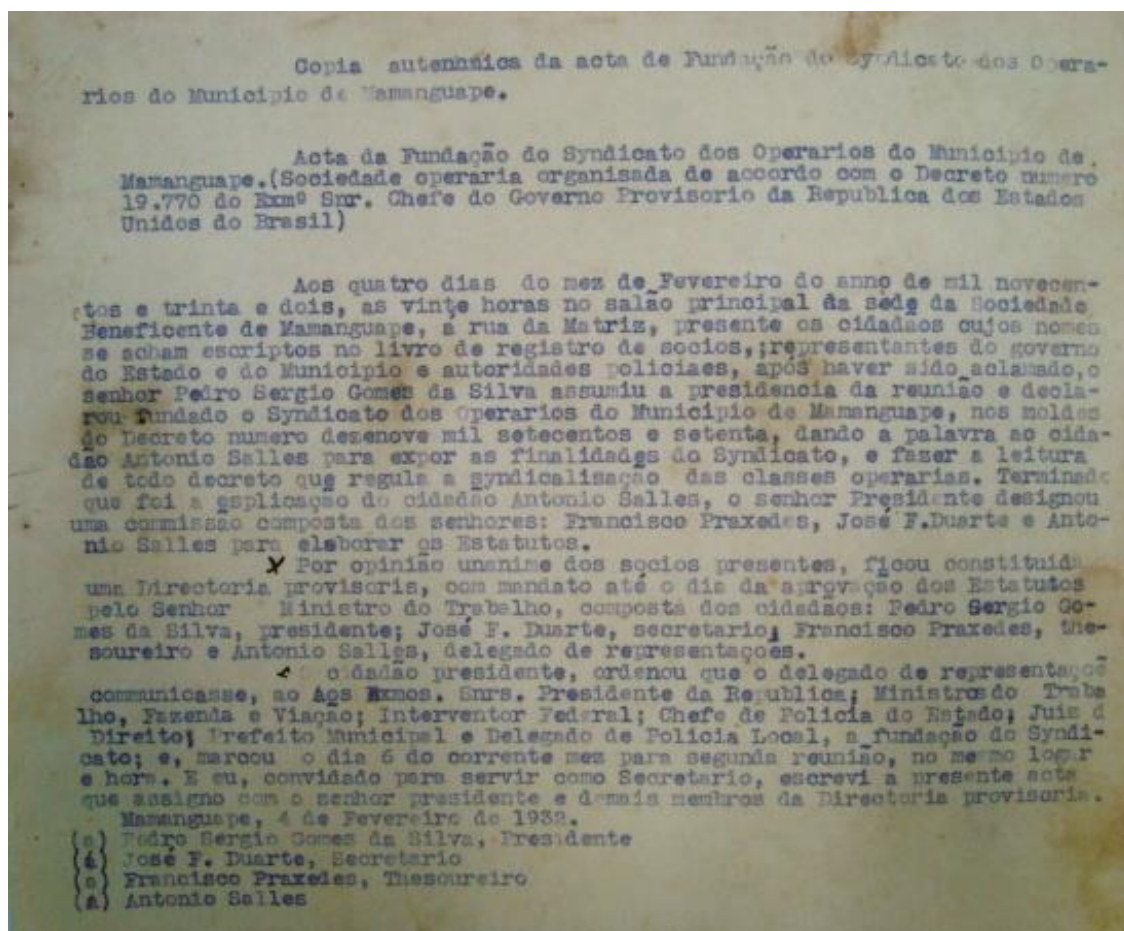 Copia autenhtica da acta de Fundação do Syndicato dos Opera-
rios do Municipio de Mamanguape.
Acta da Fundação do Syndicato dos Operarios do Municipio de
Mamanguape.(Sociedade operaria organisada de accordo com o Decreto numero
19.770 do Exmº Snr. Chefe do Governo Provisorio da Republica dos Estados
Unidos do Brasil)
Aos quatro dias do mez de Fevereiro do anno de mil novecen-
tos e trinta e dois, as vinte horas no salão principal da séde da Sociedade
Beneficente de Mamanguape, á rua da Matriz, presente os cidadãos cujos nomes
se acham escriptos no livro de registro de socios,;representantes do governo
do Estado e do Municipio e autoridades policiaes, após haver sido aclamado,o
senhor Pedro Sergio Gomes da Silva assumiu a presidencia da reunião e decla-
rou fundado o Syndicato dos Operarios do Municipio de Mamanguape, nos moldes
do Decreto numero desenove mil setecentos e setenta, dando a palavra ao cida-
dão Antonio Salles para expor as finalidades do Syndicato, e faser a leitura
de todo decreto que regula a syndicalisação das classes operarias. Terminado
que foi a esplicação do cidadão Antonio Salles, o senhor Presidente designou
uma commissão composta dos senhores: Francisco Praxedes, José F.Duarte e Anto-
nio Salles para elaborar os Estatutos.
X Por opinião unanime dos socios presentes, ficou constituida
uma Directoria provisoris, com mandato até o dia da aprovação dos Estatutos
pelo Senhor Ministro do Trabalho, composta dos cidadãos: Pedro Sergio Go-
mes da Silva, presidente; José F. Duarte, secretario; Francisco Praxedes, the-
soureiro e Antonio Salles, delegado de representações.
O cidadão presidente, ordenou que o delegado de representaçõ
communicasse, ao Aos Exmos. Snrs. Presidente da Republica; Ministrosdo Traba
lho, Fazenda e Viação; Interventor Federal; Chefe de Policia do Estado; Juis d
Direito; Prefeito Municipal e Delegado de Policia Local, a fundação do Syndi-
cato; e, marcou o dia 6 do corrente mez para segunda reunião, no mesmo logar
e hora. E eu, convidado para servir como Secretario, escrevi a presente acta
que assigno com o senhor presidente e demais membros da Directoria provisoria.
Mamanguape, 4 de Fevereiro de 1932.
(a) Pedro Sergio Gomes da Silva, Presidente
(a) José F. Duarte, Secretario
(a) Francisco Praxedes, Thesoureiro
(a) Antonio Salles